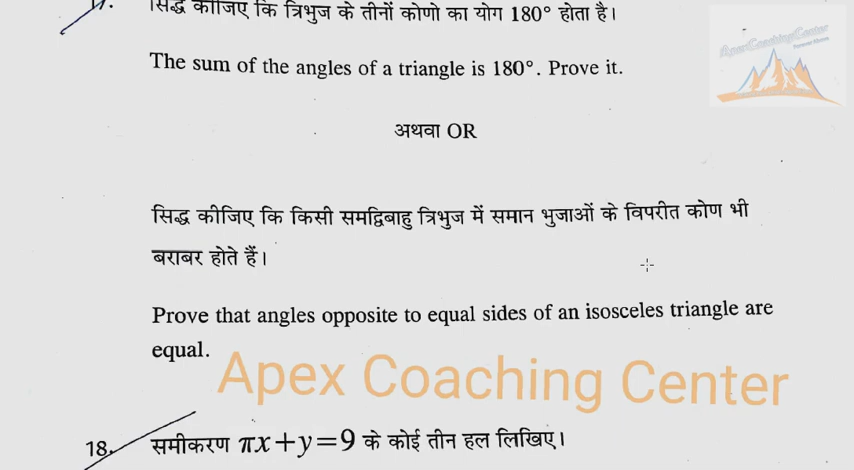 17.
सिद्ध कीजिए कि त्रिभुज के तीनों कोणो का योग 180° होता है।
ApexCoachingCenter
The sum of the angles of a triangle is 180°. Prove it.
अथवा OR
सिद्ध कीजिए कि किसी समद्विबाहु त्रिभुज में समान भुजाओं के विपरीत कोण भी
बराबर होते हैं।
Prove that angles opposite to equal sides of an isosceles triangle are
equal.
Apex Coaching Center
18. समीकरण πx+y=9 के कोई तीन हल लिखिए।